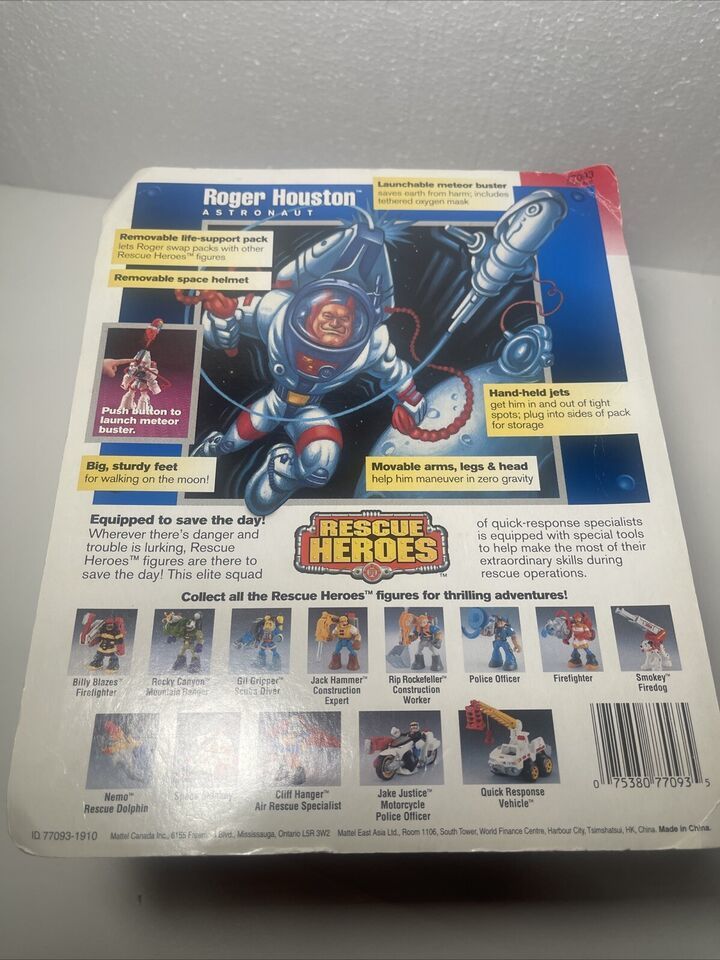 77093
Roger Houston™
ASTRONAUT
Launchable meteor buster
saves earth from harm; includes
tethered oxygen mask
Removable life-support pack
lets Roger swap packs with other
Rescue Heroes™ figures
Removable space helmet
Push button to
launch meteor
buster.
Hand-held jets
get him in and out of tight
spots; plug into sides of pack
for storage
Big, sturdy feet
for walking on the moon!
Movable arms, legs & head
help him maneuver in zero gravity
Equipped to save the day!
Wherever there's danger and
trouble is lurking, Rescue
Heroes™ figures are there to
save the day! This elite squad
RESCUE
HEROES
™
of quick-response specialists
is equipped with special tools
to help make the most of their
extraordinary skills during
rescue operations.
Collect all the Rescue Heroes™ figures for thrilling adventures!
Billy Blazes™
Firefighter
Rocky Canyon™
Mountain Ranger
Gil Gripper™
Scuba Diver
Jack Hammer™
Construction
Expert
Rip Rockefeller™
Construction
Worker
Police Officer
Firefighter
Smokey™
Firedog
Nemo™
Rescue Dolphin
Space
Cliff Hanger™
Air Rescue Specialist
Jake Justice™
Motorcycle
Police Officer
Quick Response
Vehicle™
0 75380 77093 5
ID 77093-1910 Mattel Canada Inc., 6155 Blvd., Mississauga, Ontario L5R 3W2 Mattel East Asia Ltd., Room 1106, South Tower, World Finance Centre, Harbour City, Tsimshatsui, HK, China. Made in China.